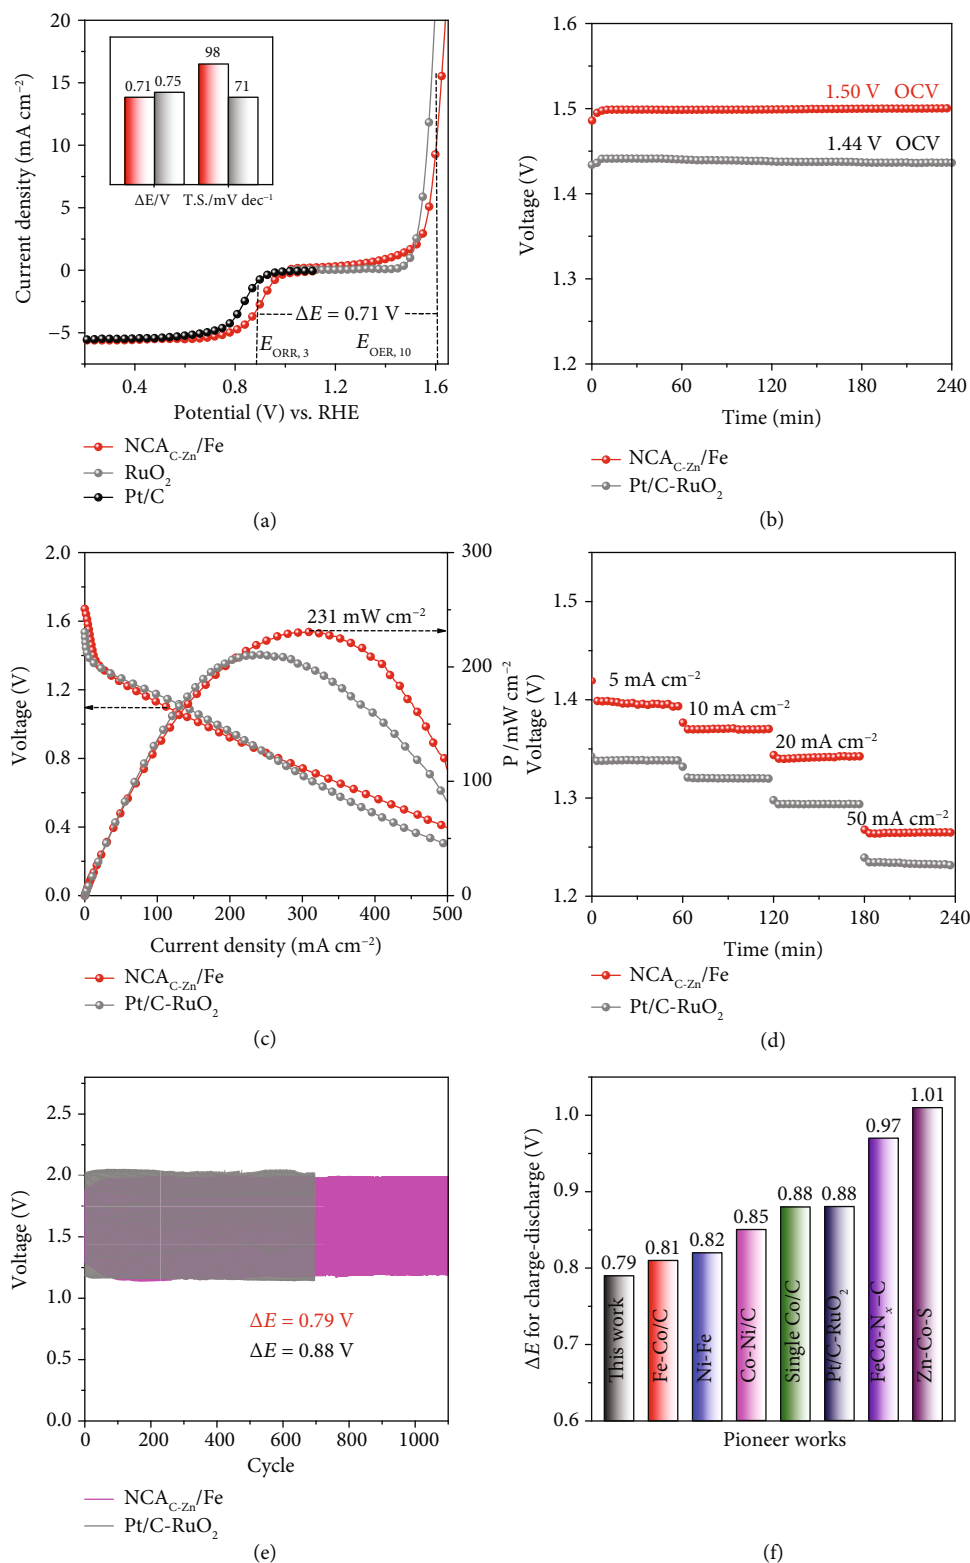 20
15
10
5
0
−5
Current density (mA cm−2)
0.71
0.75
98
71
ΔE/V
T.S./mV dec−1
ΔE = 0.71 V
EORR, 3
EOER, 10
0.4
0.8
1.2
1.6
Potential (V) vs. RHE
NCAC-Zn/Fe
RuO2
Pt/C
(a)
1.6
1.5
1.4
1.3
1.2
Voltage (V)
1.50 V OCV
1.44 V OCV
0
60
120
180
240
Time (min)
NCAC-Zn/Fe
Pt/C-RuO2
(b)
2.0
1.6
1.2
0.8
0.4
0.0
Voltage (V)
231 mW cm−2
300
200
100
0
P /mW cm−2
0
100
200
300
400
500
Current density (mA cm−2)
NCAC-Zn/Fe
Pt/C-RuO2
(c)
1.5
1.4
1.3
1.2
Voltage (V)
5 mA cm−2
10 mA cm−2
20 mA cm−2
50 mA cm−2
0
60
120
180
240
Time (min)
NCAC-Zn/Fe
Pt/C-RuO2
(d)
2.5
2.0
1.5
1.0
0.5
0.0
Voltage (V)
ΔE = 0.79 V
ΔE = 0.88 V
0
200
400
600
800
1000
Cycle
NCAC-Zn/Fe
Pt/C-RuO2
(e)
1.0
0.9
0.8
0.7
0.6
ΔE for charge-discharge (V)
0.79
0.81
0.82
0.85
0.88
0.88
0.97
1.01
This work
Fe-Co/C
Ni-Fe
Co-Ni/C
Single Co/C
Pt/C-RuO2
FeCo-Nx–C
Zn-Co-S
Pioneer works
(f)